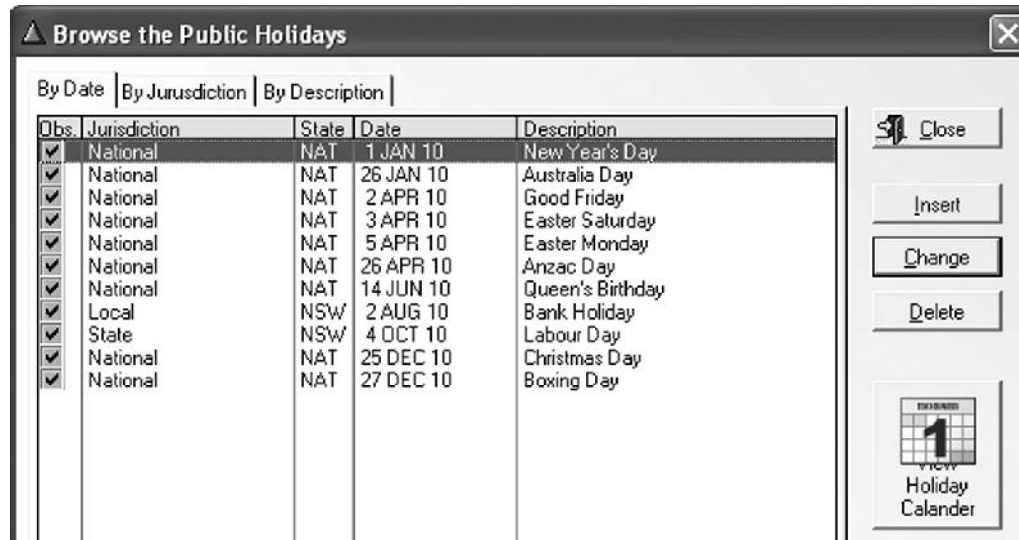 Browse the Public Holidays
By Date By Jurusdiction By Description
Obs. Jurisdiction State Date Description
National NAT 1 JAN 10 New Year's Day
National NAT 26 JAN 10 Australia Day
National NAT 2 APR 10 Good Friday
National NAT 3 APR 10 Easter Saturday
National NAT 5 APR 10 Easter Monday
National NAT 26 APR 10 Anzac Day
National NAT 14 JUN 10 Queen's Birthday
Local NSW 2 AUG 10 Bank Holiday
State NSW 4 OCT 10 Labour Day
National NAT 25 DEC 10 Christmas Day
National NAT 27 DEC 10 Boxing Day
Close
Insert
Change
Delete
1
View
Holiday
Calander